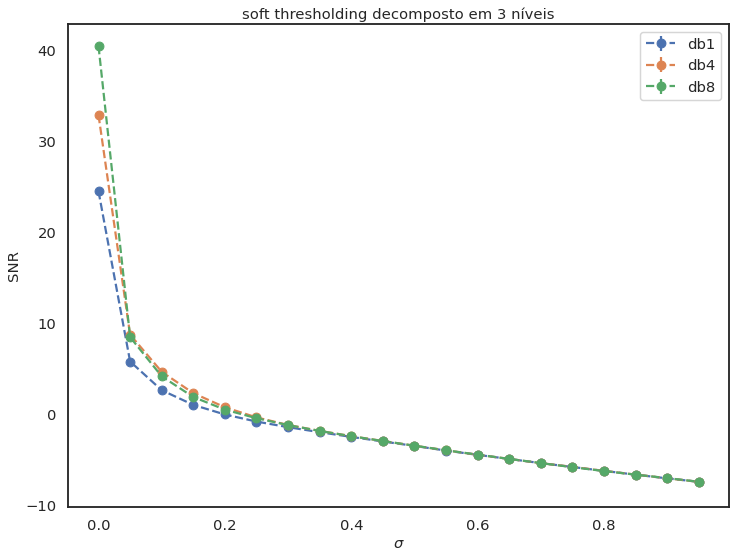 soft thresholding decomposto em 3 níveis
db1
db4
db8
SNR
40
30
20
10
0
−10
0.0 0.2 0.4 0.6 0.8
σ